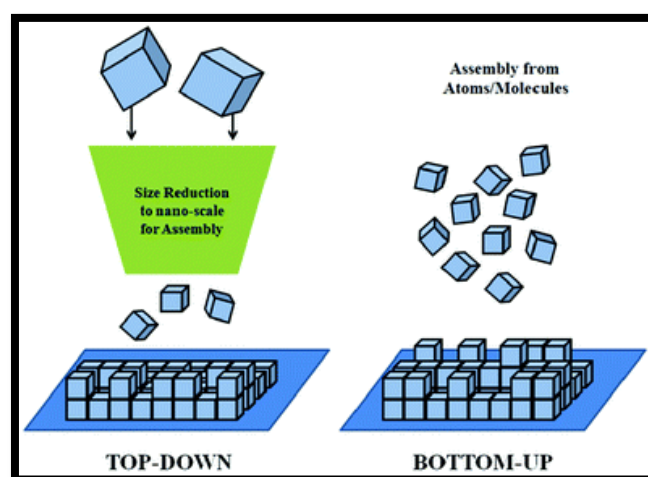 Size Reduction
to nano-scale
for Assembly
TOP-DOWN
Assembly from
Atoms/Molecules
BOTTOM-UP